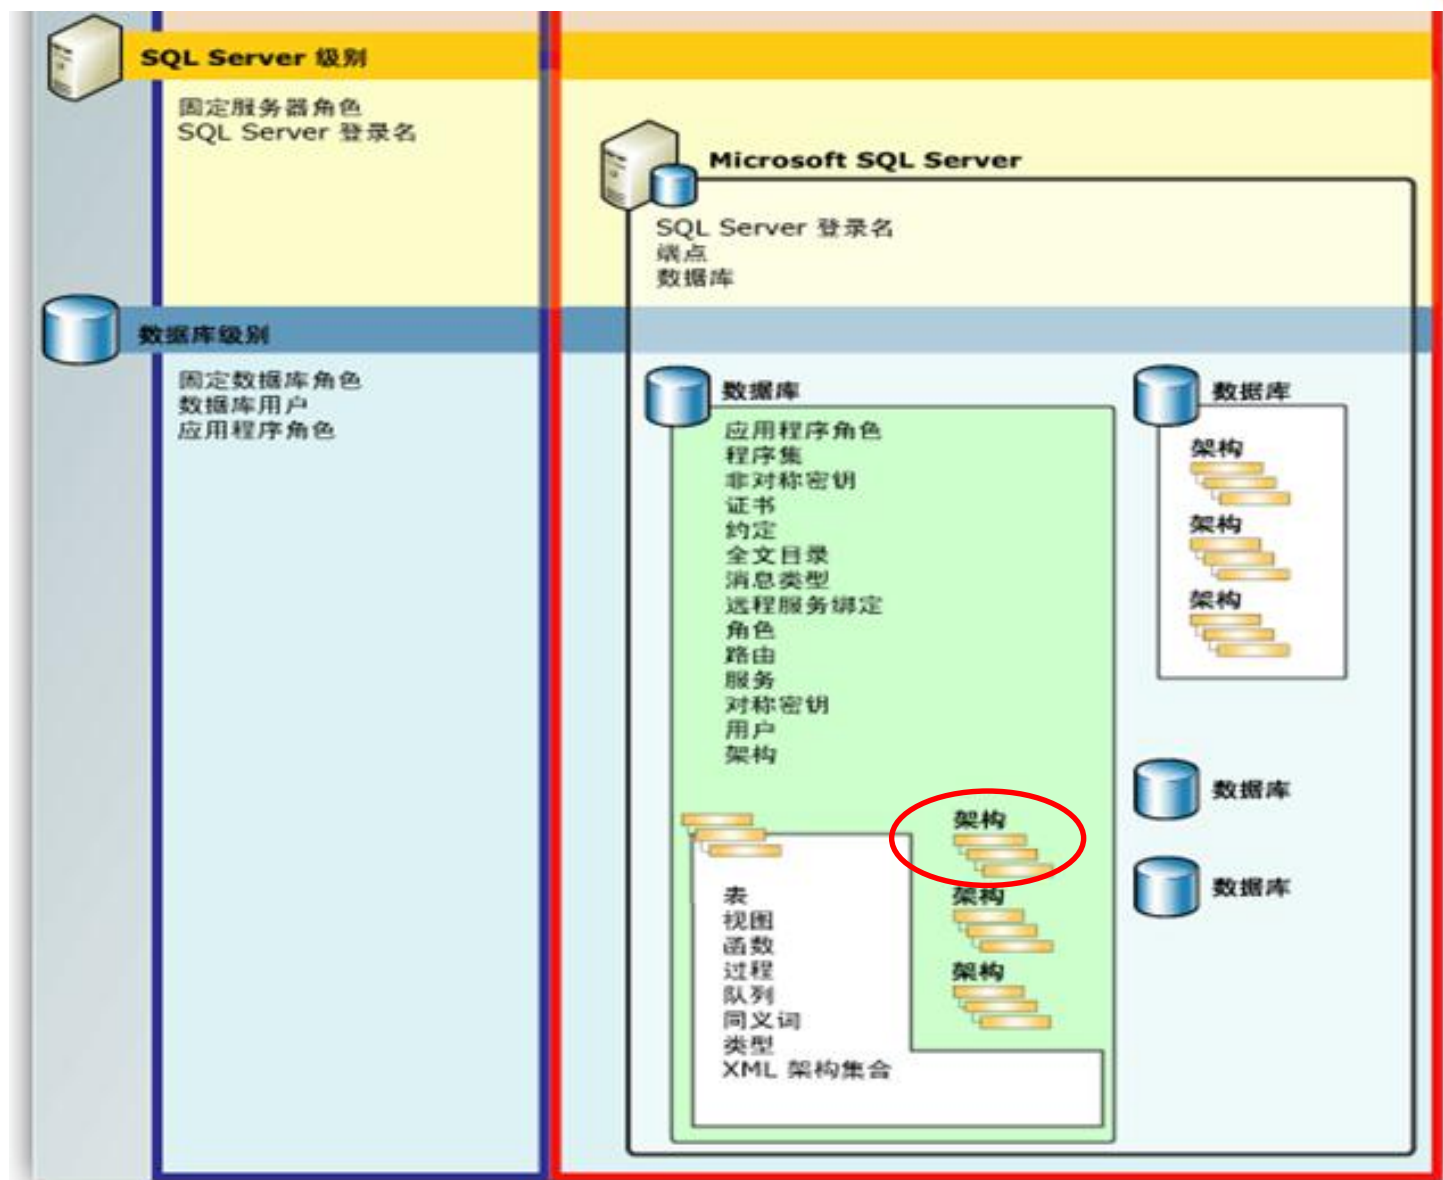 SQL Server 级别
固定服务器角色
SQL Server 登录名
Microsoft SQL Server
SQL Server 登录名
端点
数据库
数据库级别
固定数据库角色
数据库用户
应用程序角色
数据库
应用程序角色
程序集
非对称密钥
证书
约定
全文目录
消息类型
远程服务绑定
角色
路由
服务
对称密钥
用户
架构
表
视图
函数
过程
队列
同义词
类型
XML 架构集合
架构
架构
架构
数据库
架构
架构
架构
数据库
数据库